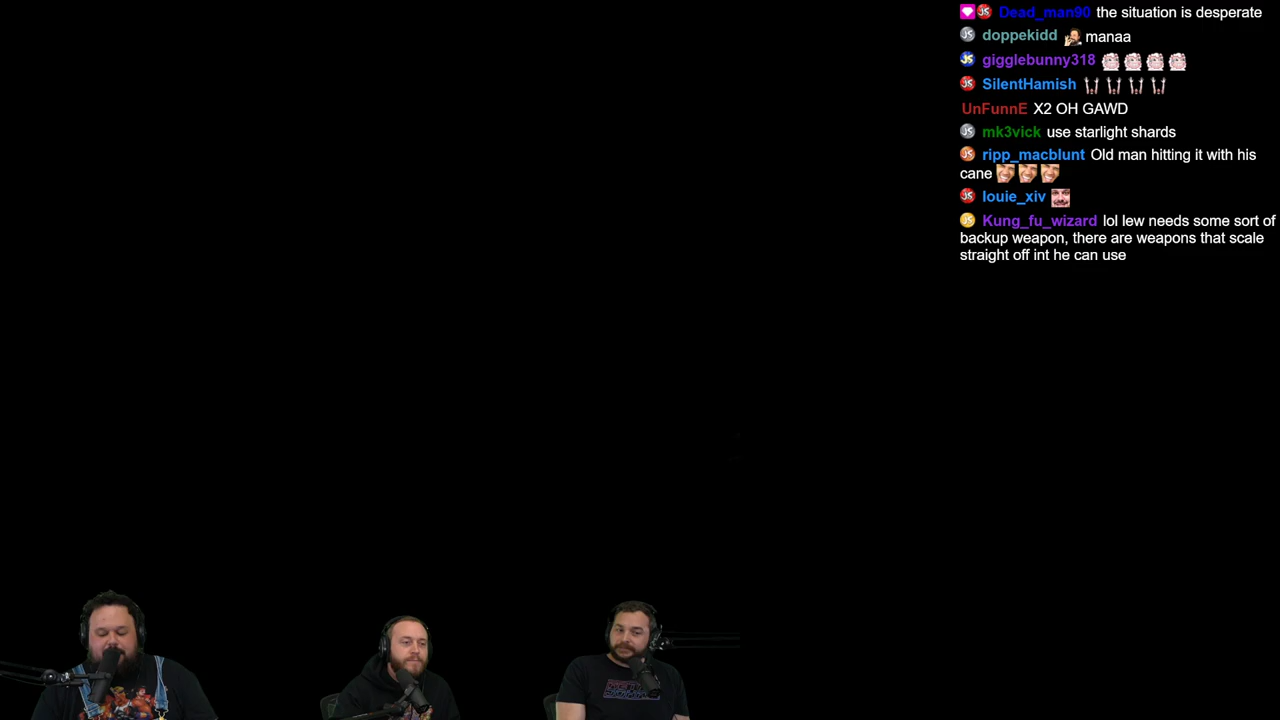 Dead_man90 the situation is desperate
doppekidd manaa
gigglebunny318
SilentHamish
UnFunnE X2 OH GAWD
mk3vick use starlight shards
ripp_macblunt Old man hitting it with his
cane
louie_xiv
Kung_fu_wizard lol lew needs some sort of
backup weapon, there are weapons that scale
straight off int he can use